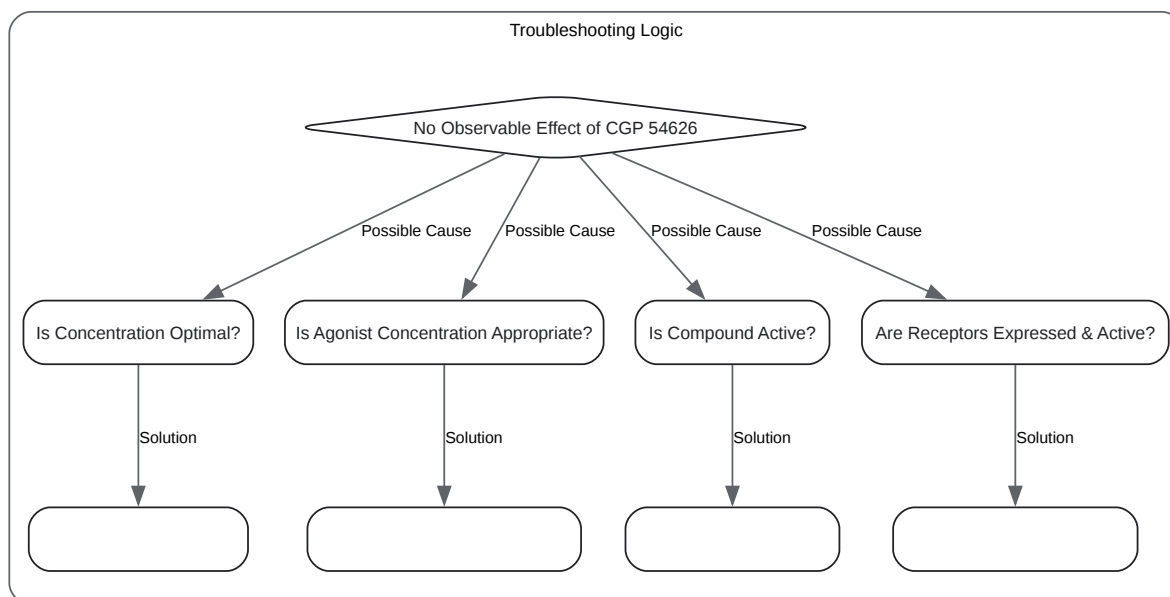 Troubleshooting Logic
No Observable Effect of CGP 54626
Possible Cause
Possible Cause
Possible Cause
Possible Cause
Is Concentration Optimal?
Is Agonist Concentration Appropriate?
Is Compound Active?
Are Receptors Expressed & Active?
Solution
Solution
Solution
Solution